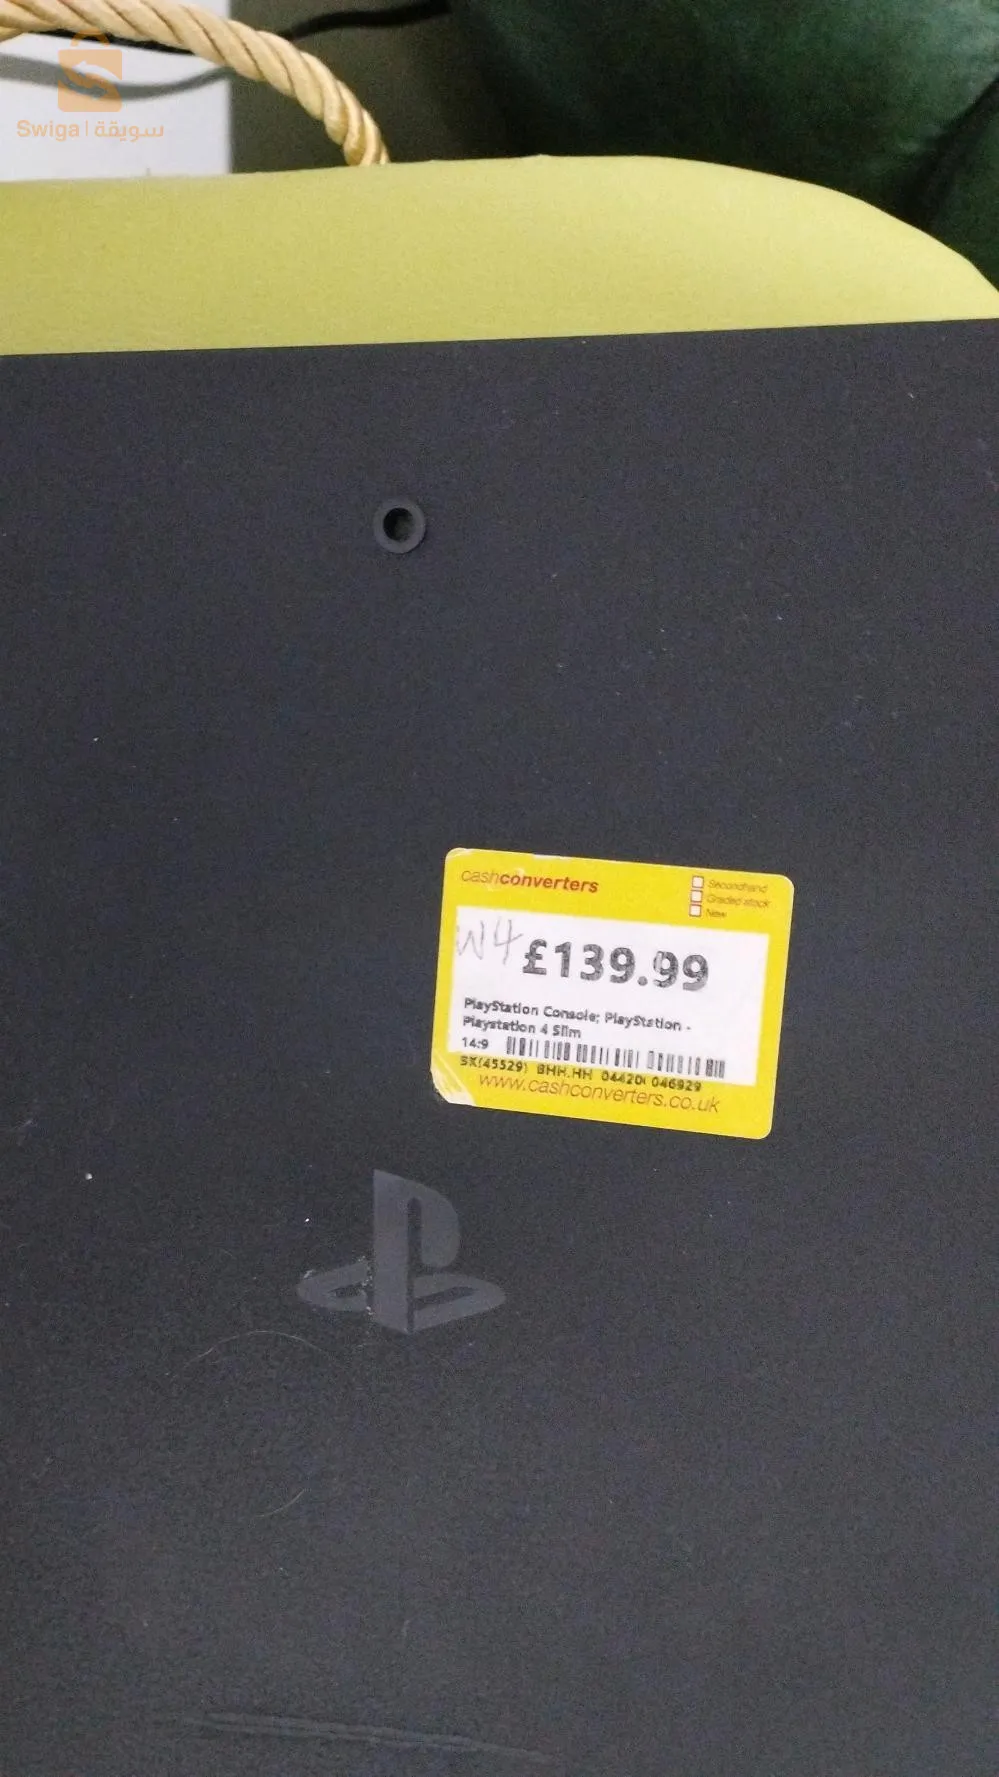 Swiga | سويقة
cashconverters
Secondhand
Graded stock
New
W4
£139.99
PlayStation Console; PlayStation -
Playstation 4 Slim
14:9
SX(45529) BHH.HH 046929
www.cashconverters.co.uk